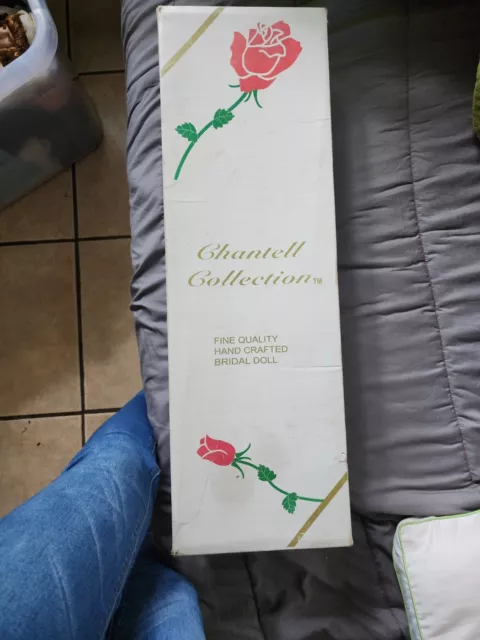 Chantell
Collection™
FINE QUALITY
HAND CRAFTED
BRIDAL DOLL